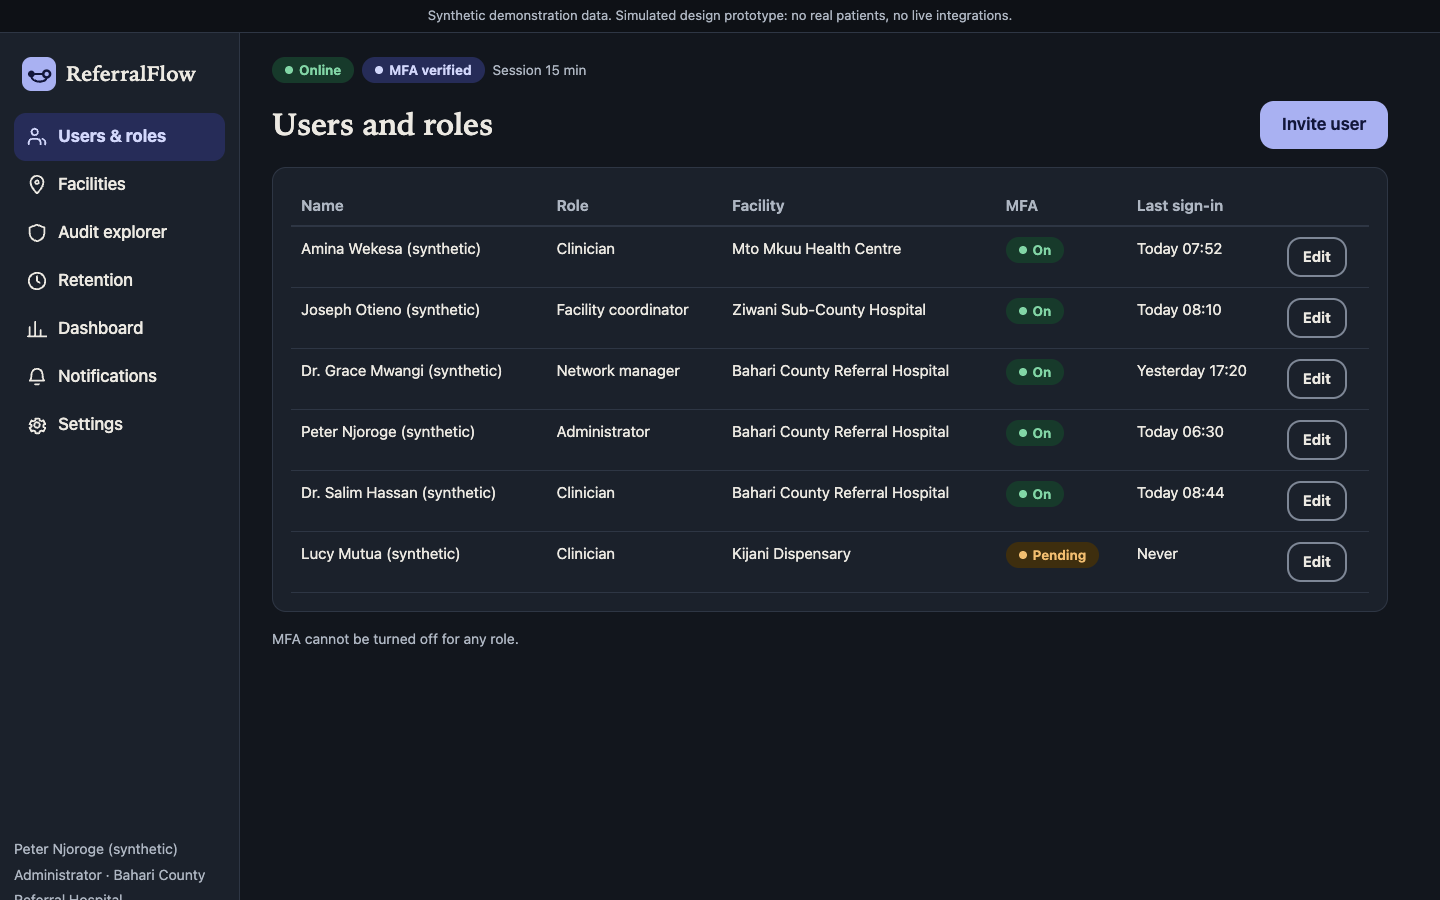 Synthetic demonstration data. Simulated design prototype: no real patients, no live integrations.
ReferralFlow
Users & roles
Facilities
Audit explorer
Retention
Dashboard
Notifications
Settings
Peter Njoroge (synthetic)
Administrator · Bahari County
Referral Hospital
Online MFA verified Session 15 min
Users and roles
Invite user
Name Role Facility MFA Last sign-in
Amina Wekesa (synthetic) Clinician Mto Mkuu Health Centre On Today 07:52 Edit
Joseph Otieno (synthetic) Facility coordinator Ziwani Sub-County Hospital On Today 08:10 Edit
Dr. Grace Mwangi (synthetic) Network manager Bahari County Referral Hospital On Yesterday 17:20 Edit
Peter Njoroge (synthetic) Administrator Bahari County Referral Hospital On Today 06:30 Edit
Dr. Salim Hassan (synthetic) Clinician Bahari County Referral Hospital On Today 08:44 Edit
Lucy Mutua (synthetic) Clinician Kijani Dispensary Pending Never Edit
MFA cannot be turned off for any role.